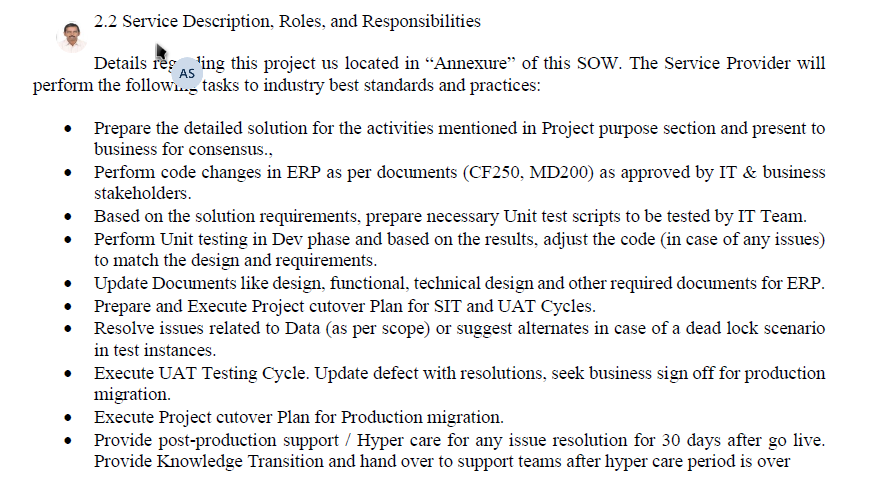 2.2 Service Description, Roles, and Responsibilities
Details ling this project us located in “Annexure” of this SOW. The Service Provider will
AS
perform the tasks to industry best standards and practices:
• Prepare the detailed solution for the activities mentioned in Project purpose section and present to
business for consensus.,
• Perform code changes in ERP as per documents (CF250, MD200) as approved by IT & business
stakeholders.
• Based on the solution requirements, prepare necessary Unit test scripts to be tested by IT Team.
• Perform Unit testing in Dev phase and based on the results, adjust the code (in case of any issues)
to match the design and requirements.
• Update Documents like design, functional, technical design and other required documents for ERP.
• Prepare and Execute Project cutover Plan for SIT and UAT Cycles.
• Resolve issues related to Data (as per scope) or suggest alternates in case of a dead lock scenario
in test instances.
• Execute UAT Testing Cycle. Update defect with resolutions, seek business sign off for production
migration.
• Execute Project cutover Plan for Production migration.
• Provide post-production support / Hyper care for any issue resolution for 30 days after go live.
Provide Knowledge Transition and hand over to support teams after hyper care period is over